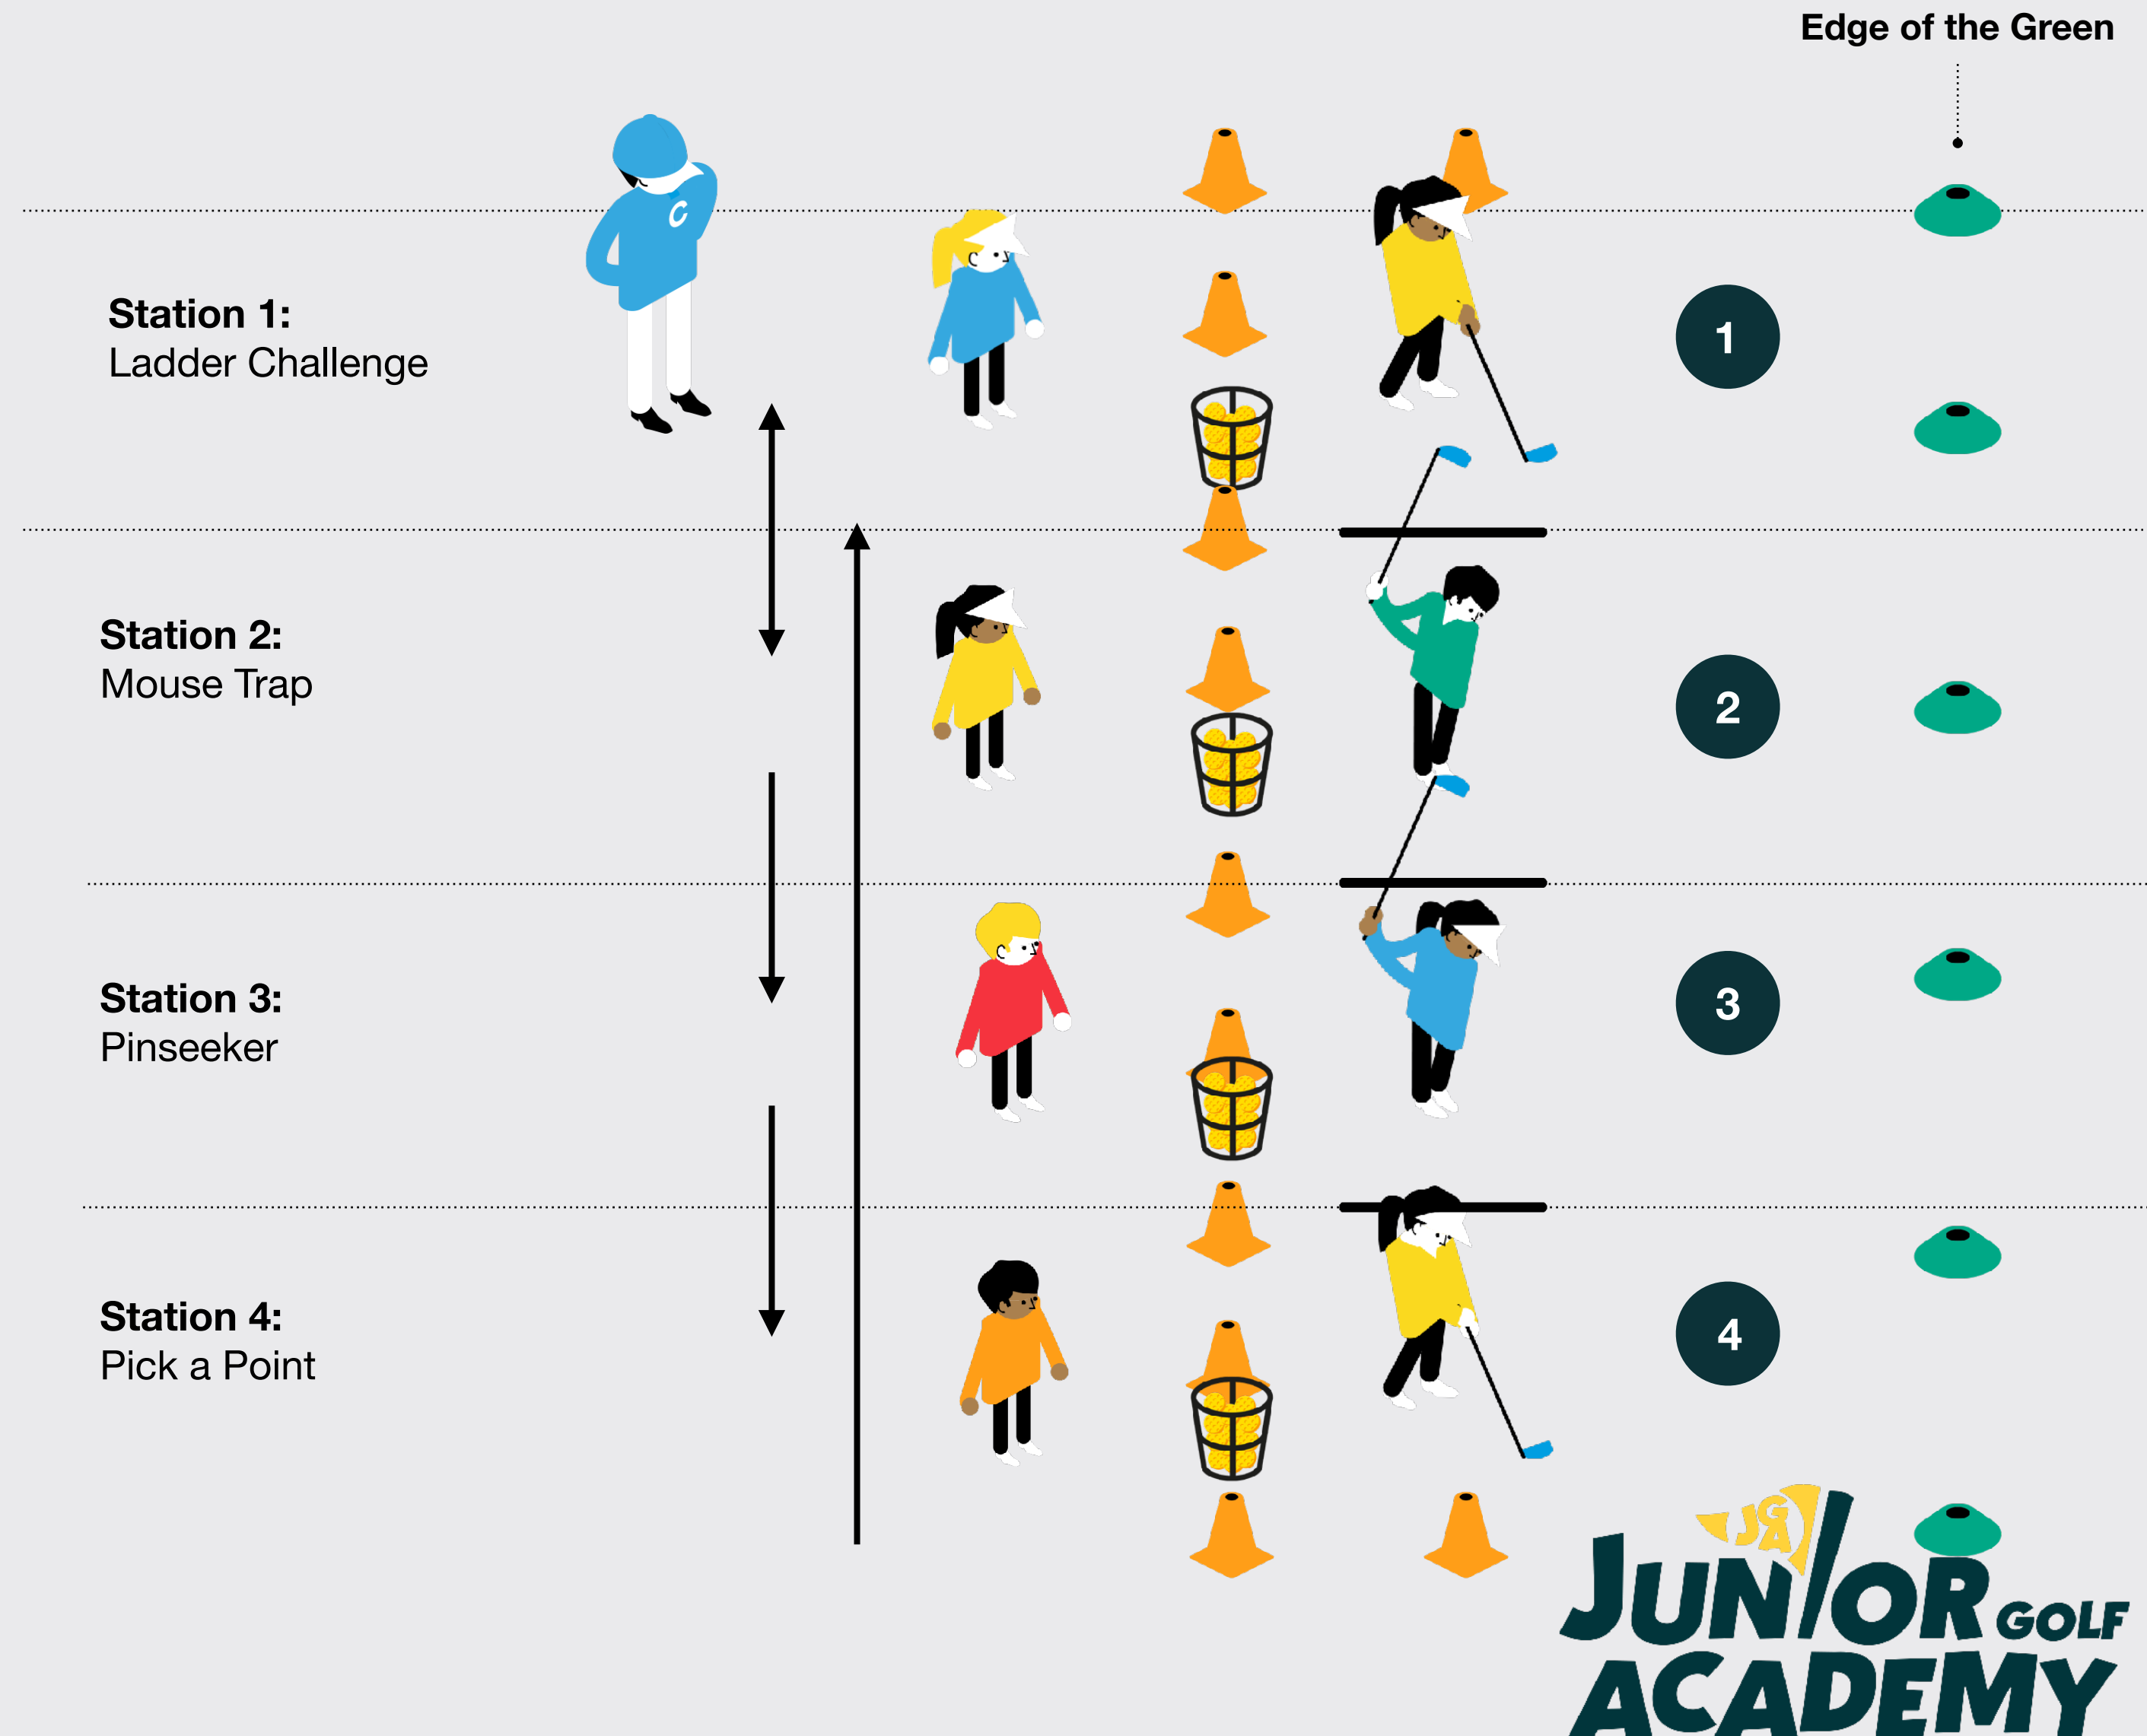 Edge of the Green
C
Station 1:
Ladder Challenge
1
Station 2:
Mouse Trap
2
Station 3:
Pinseeker
3
Station 4:
Pick a Point
4
JGA
JUNIOR GOLF
ACADEMY